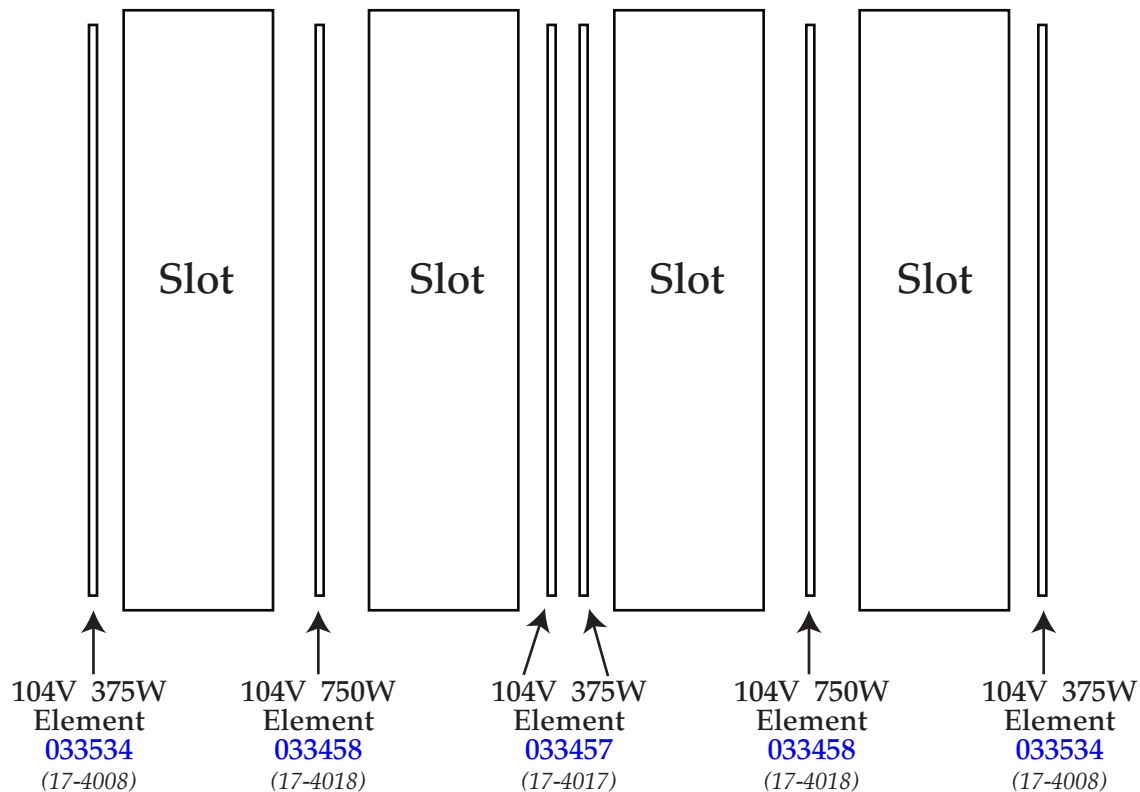 Slot
Slot
Slot
Slot
104V 375W
Element
033534
(17-4008)
104V 750W
Element
033458
(17-4018)
104V 375W
Element
033457
(17-4017)
104V 750W
Element
033458
(17-4018)
104V 375W
Element
033534
(17-4008)